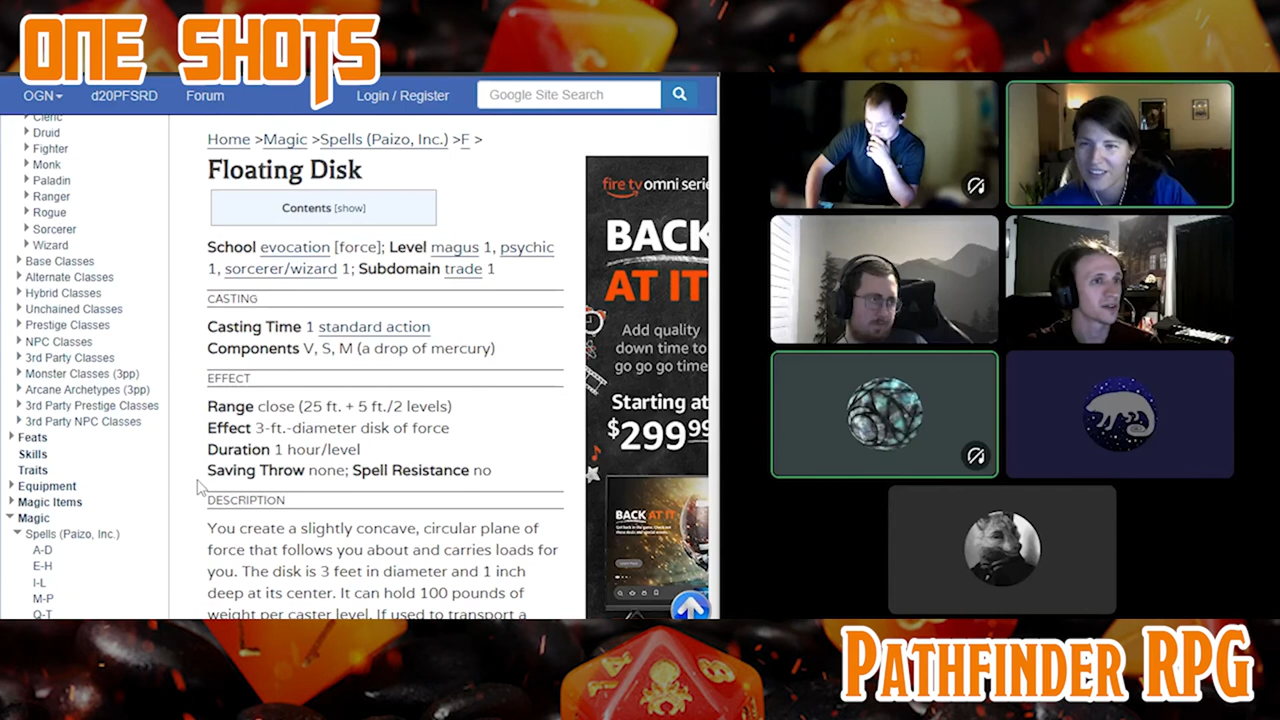 ONE SHOTS
OGN
d20PFSRD
Forum
Login / Register
Google Site Search
Cleric
Druid
Fighter
Monk
Paladin
Ranger
Rogue
Sorcerer
Wizard
Base Classes
Alternate Classes
Hybrid Classes
Unchained Classes
Prestige Classes
NPC Classes
3rd Party Classes
Monster Classes (3pp)
Arcane Archetypes (3pp)
3rd Party Prestige Classes
3rd Party NPC Classes
Feats
Skills
Traits
Equipment
Magic Items
Magic
Spells (Paizo, Inc.)
A-D
E-H
I-L
M-P
Q-T
Home >Magic >Spells (Paizo, Inc.) >F >
Floating Disk
Contents [show]
School evocation [force]; Level magus 1, psychic
1, sorcerer/wizard 1; Subdomain trade 1
CASTING
Casting Time 1 standard action
Components V, S, M (a drop of mercury)
EFFECT
Range close (25 ft. + 5 ft./2 levels)
Effect 3-ft.-diameter disk of force
Duration 1 hour/level
Saving Throw none; Spell Resistance no
DESCRIPTION
You create a slightly concave, circular plane of
force that follows you about and carries loads for
you. The disk is 3 feet in diameter and 1 inch
deep at its center. It can hold 100 pounds of
weight per caster level. If used to transport a
fire tv omni serie
BACK
AT IT
Add quality
down time to
go go go time
Starting at
$299.99
BACK AT IT
PATHFINDER RPG